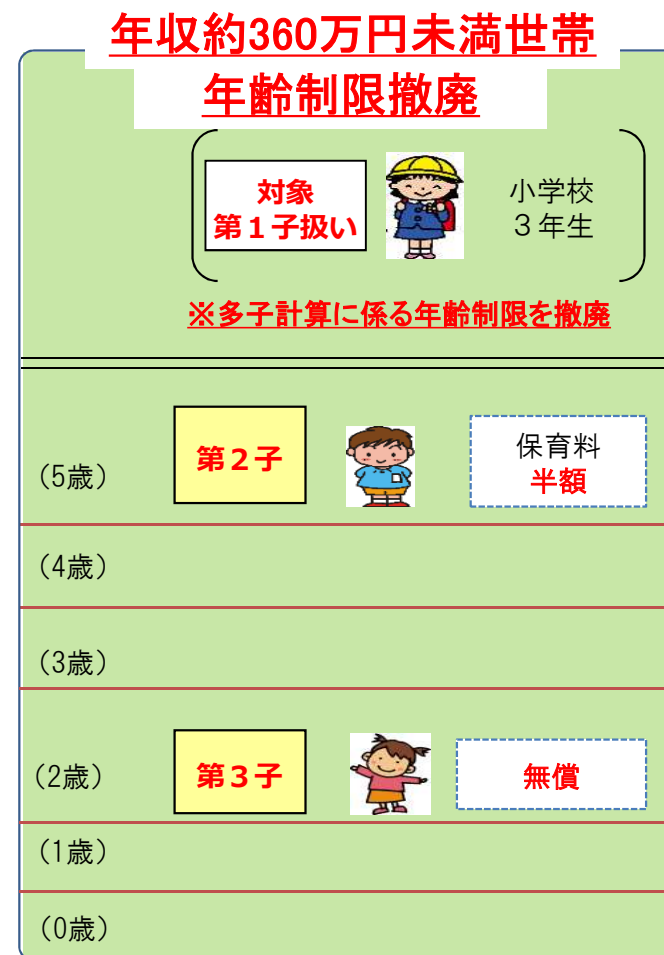 年収約360万円未満世帯
年齢制限撤廃
対象
第1子扱い
小学校
３年生
※多子計算に係る年齢制限を撤廃
第２子
保育料
半額
（5歳）
（4歳）
（3歳）
（2歳）
第３子
無償
（1歳）
（0歳）